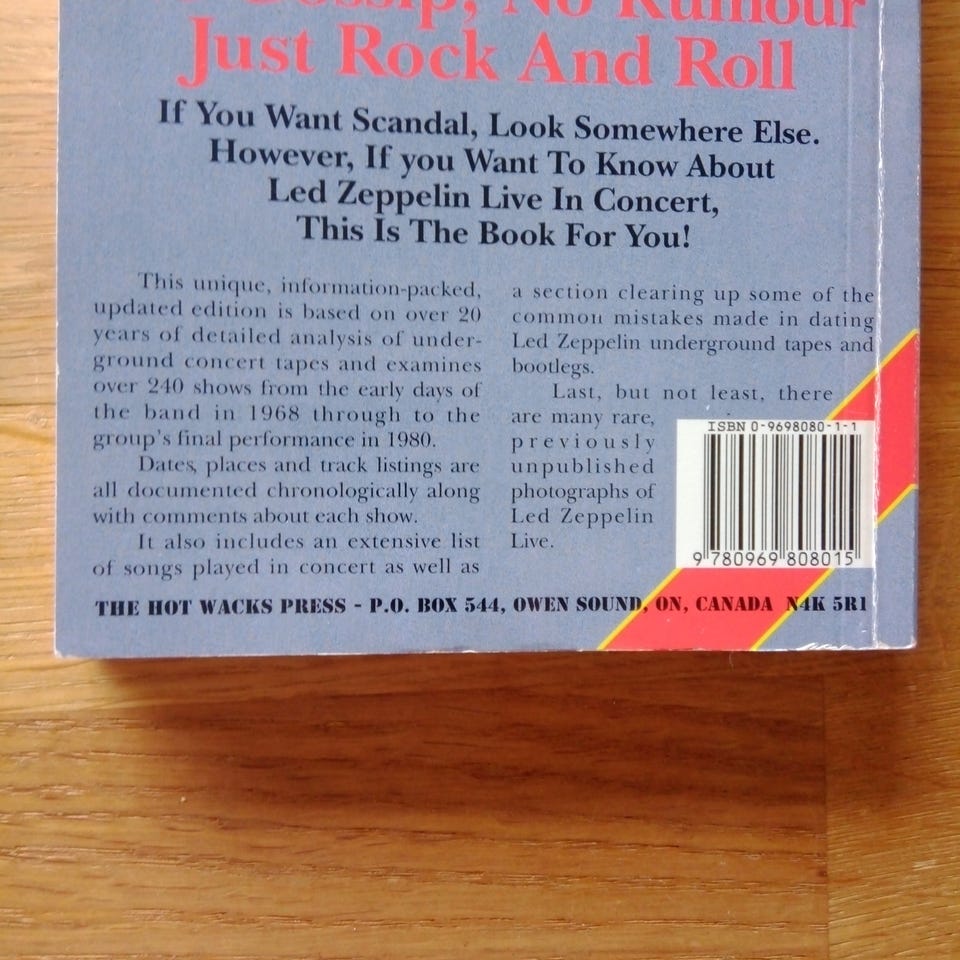 Gossip, No Rumour
Just Rock And Roll
If You Want Scandal, Look Somewhere Else.
However, If you Want To Know About
Led Zeppelin Live In Concert,
This Is The Book For You!
This unique, information-packed,
updated edition is based on over 20
years of detailed analysis of under-
ground concert tapes and examines
over 240 shows from the early days of
the band in 1968 through to the
group's final performance in 1980.
Dates, places and track listings are
all documented chronologically along
with comments about each show.
It also includes an extensive list
of songs played in concert as well as
a section clearing up some of the
common mistakes made in dating
Led Zeppelin underground tapes and
bootlegs.
Last, but not least, there
are many rare,
previously
unpublished
photographs of
Led Zeppelin
Live.
ISBN 0-9698080-1-1
9 780969 808015
THE HOT WACKS PRESS - P.O. BOX 544, OWEN SOUND, ON, CANADA N4K 5R1